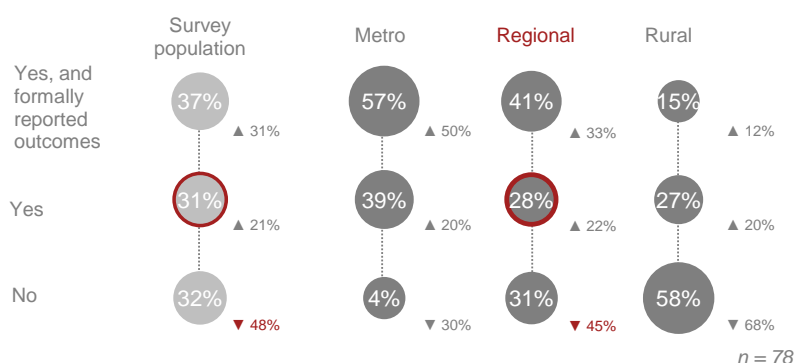 Survey
population
Metro
Regional
Rural
Yes, and
formally
reported
outcomes
37%
57%
41%
15%
▲ 31%
▲ 50%
▲ 33%
▲ 12%
Yes
31%
39%
28%
27%
▲ 21%
▲ 20%
▲ 22%
▲ 20%
No
32%
4%
31%
58%
▼ 48%
▼ 30%
▼ 45%
▼ 68%
n = 78